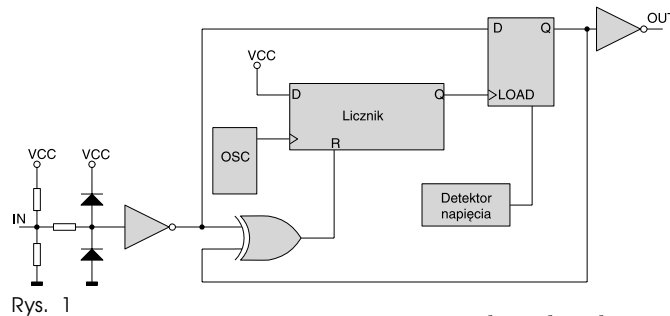 OUT
D Q
LOAD
VCC
D Q
Licznik
R
OSC
VCC VCC
Detektor
napięcia
IN
Rys. 1